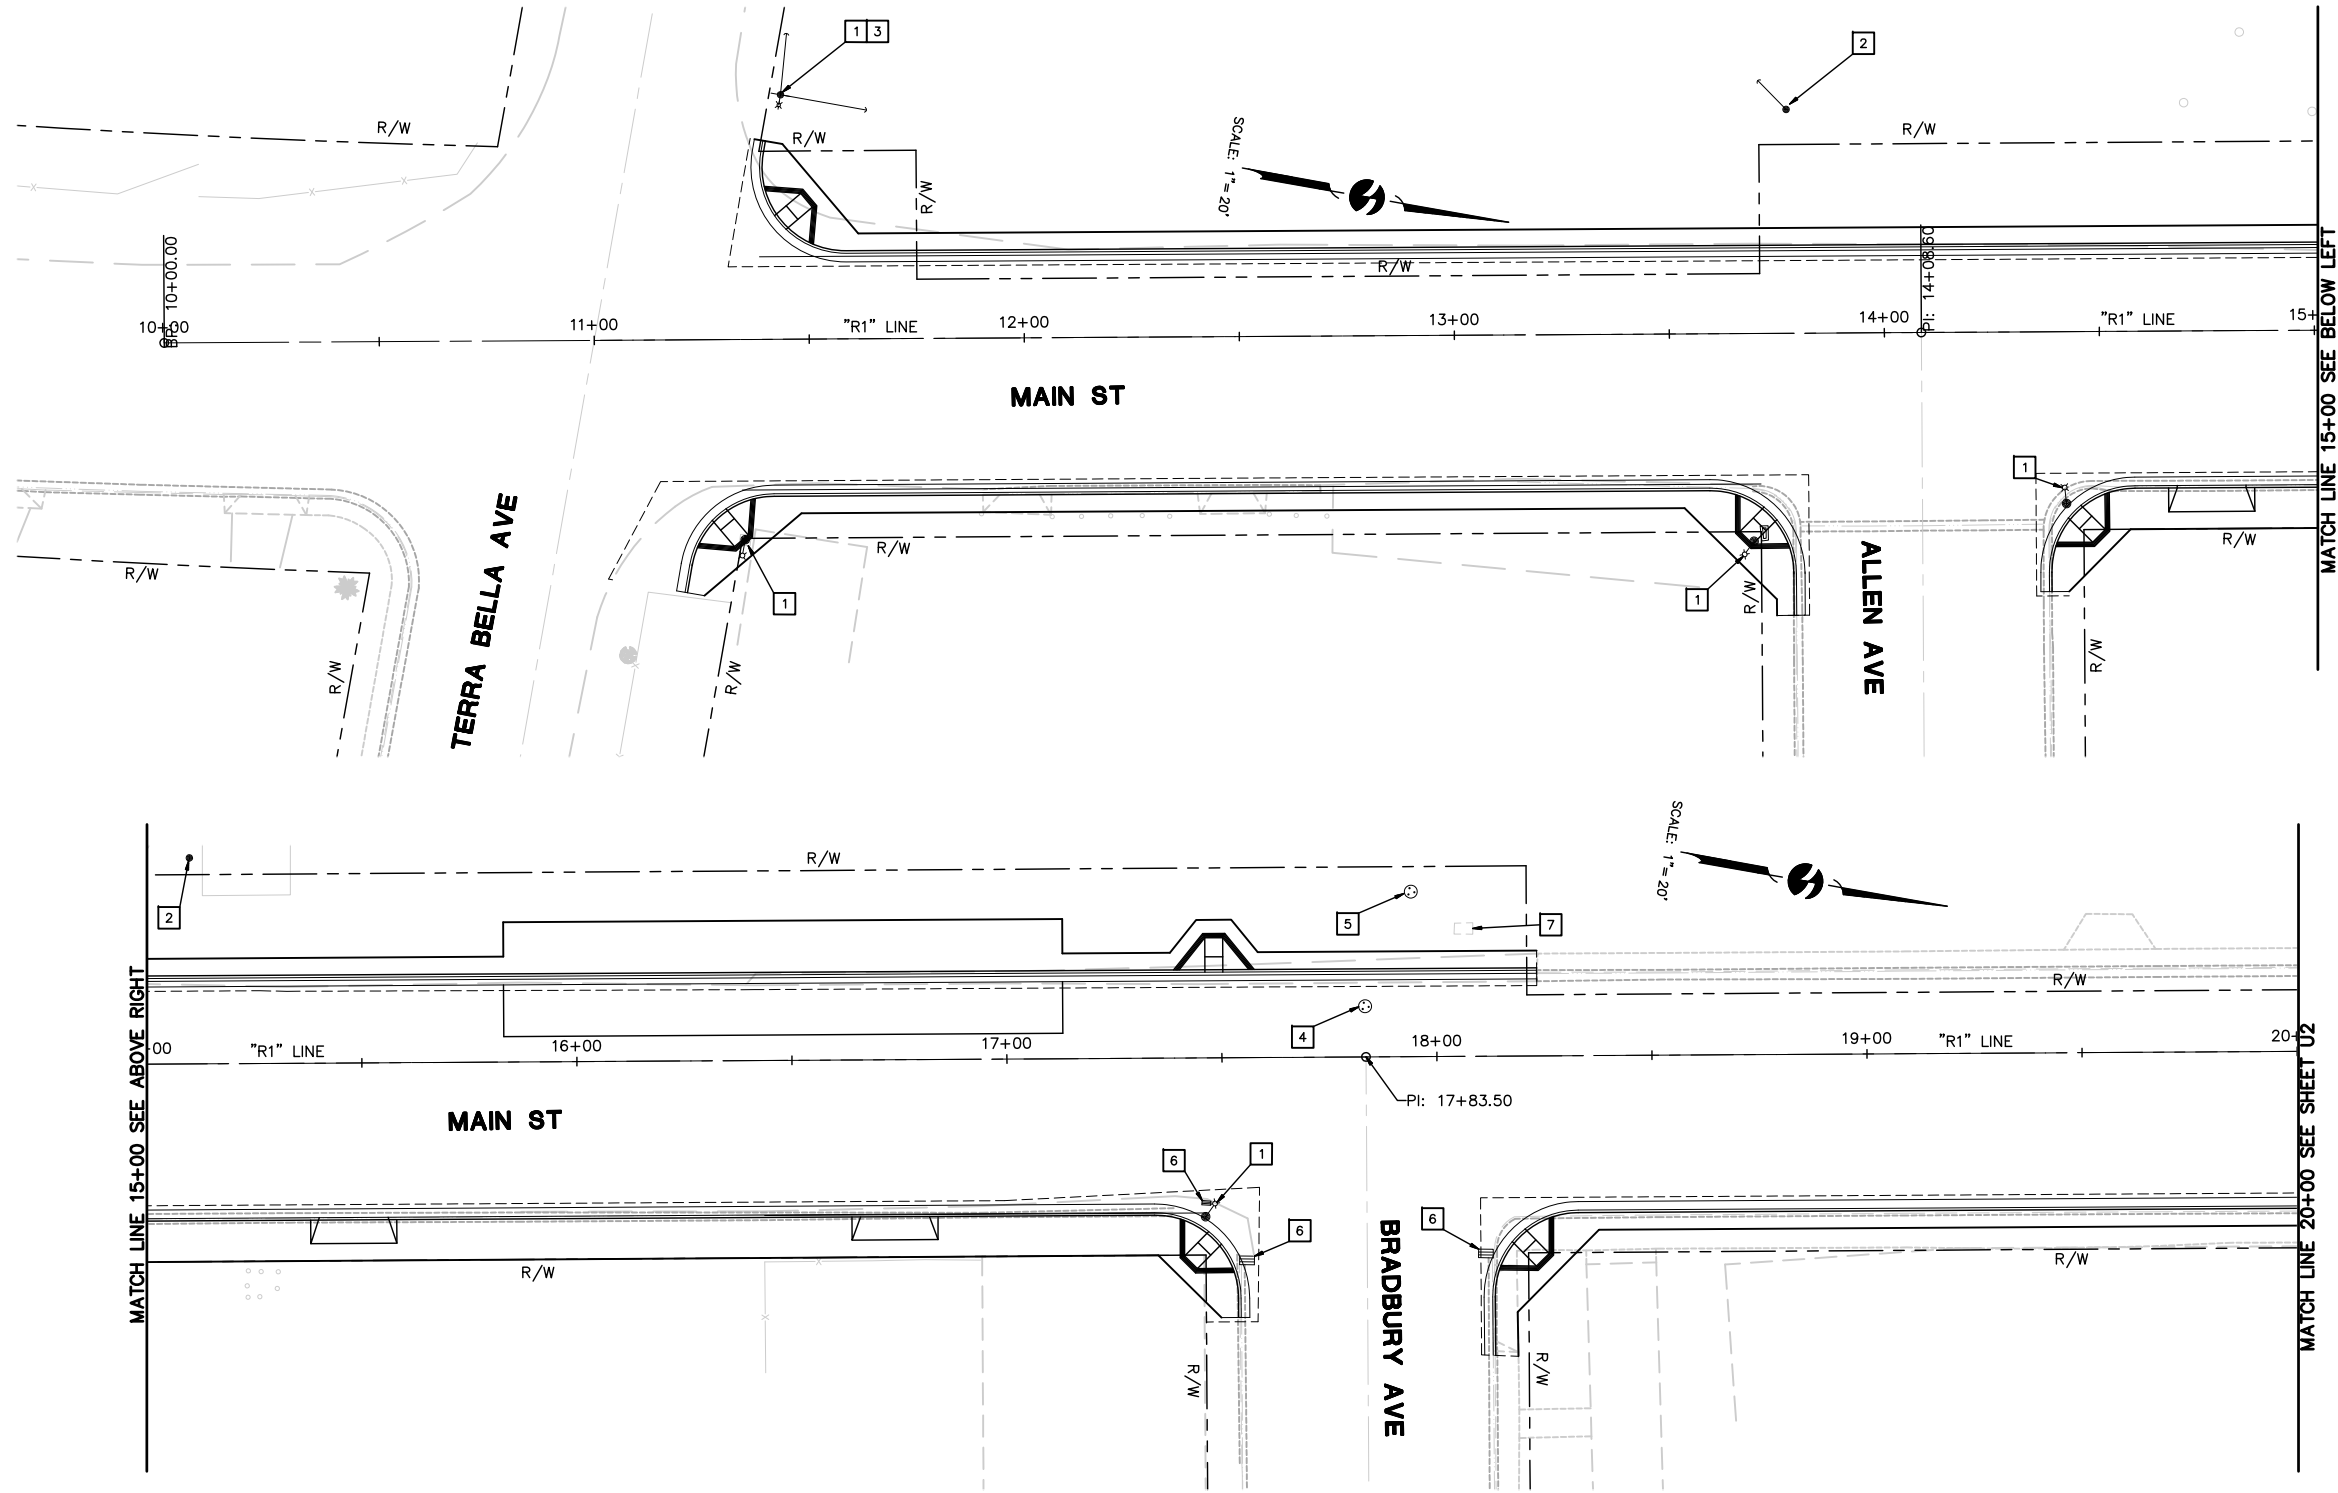 1 3
2
R/W
R/W
R/W
R/W
SCALE: 1"=20'
R/W
BP: 10+00.00
10+00
11+00
"R1" LINE
12+00
13+00
14+00
PI: 14+08.60
"R1" LINE
15+
MATCH LINE 15+00 SEE BELOW LEFT
MAIN ST
1
TERRA BELLA AVE
R/W
R/W
R/W
R/W
1
1
R/W
ALLEN AVE
R/W
R/W
SCALE: 1"=20'
R/W
2
5
7
MATCH LINE 15+00 SEE ABOVE RIGHT
R/W
4
00
"R1" LINE
16+00
17+00
18+00
19+00
"R1" LINE
20+
PI: 17+83.50
MAIN ST
MATCH LINE 20+00 SEE SHEET U2
6
1
6
6
BRADBURY AVE
R/W
R/W
R/W
R/W